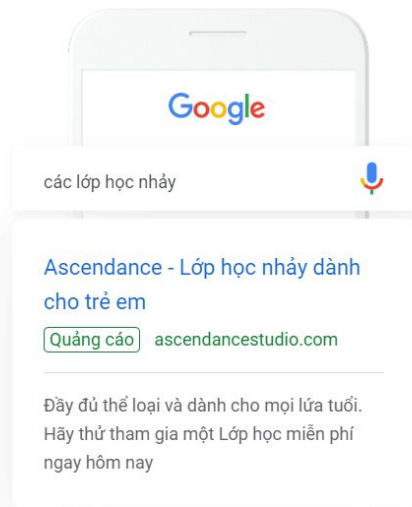 Google
các lớp học nhảy
Ascendance - Lớp học nhảy dành
cho trẻ em
Quảng cáo ascendancestudio.com
Đầy đủ thể loại và dành cho mọi lứa tuổi.
Hãy thử tham gia một Lớp học miễn phí
ngay hôm nay